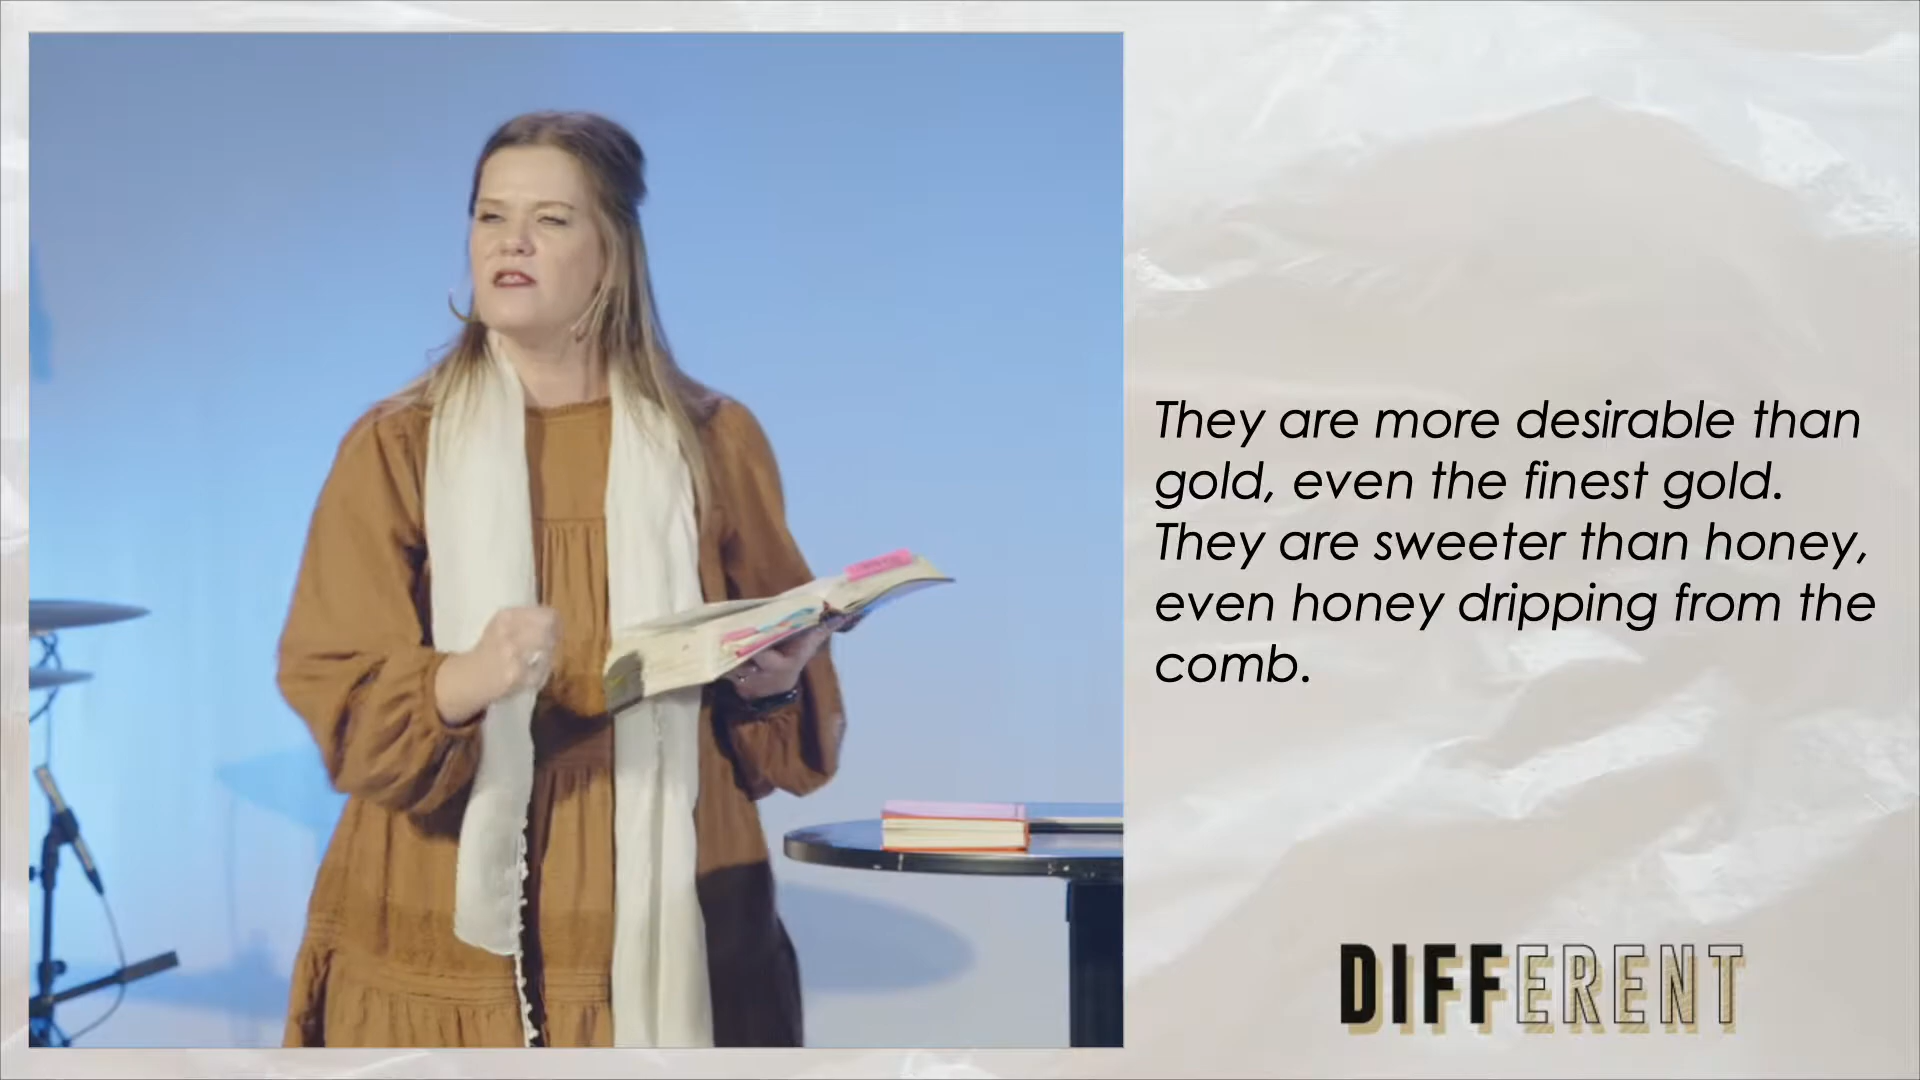 They are more desirable than
gold, even the finest gold.
They are sweeter than honey,
even honey dripping from the
comb.
DIFFERENT